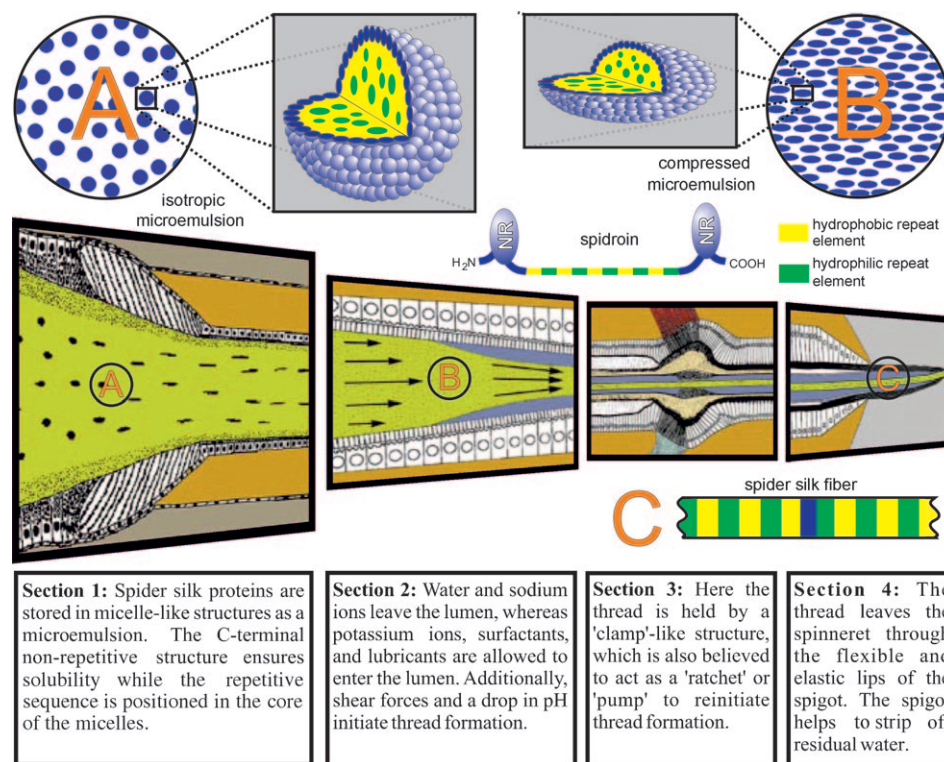 A
B
isotropic
microemulsion
compressed
microemulsion
NR
spidroin
NR
H₂N
COOH
hydrophobic repeat
element
hydrophilic repeat
element
A
B
C
spider silk fiber
C
Section 1: Spider silk proteins are
stored in micelle-like structures as a
microemulsion. The C-terminal
non-repetitive structure ensures
solubility while the repetitive
sequence is positioned in the core
of the micelles.
Section 2: Water and sodium
ions leave the lumen, whereas
potassium ions, surfactants,
and lubricants are allowed to
enter the lumen. Additionally,
shear forces and a drop in pH
initiate thread formation.
Section 3: Here the
thread is held by a
'clamp'-like structure,
which is also believed
to act as a 'ratchet' or
'pump' to reinitiate
thread formation.
Section 4: The
thread leaves the
spinneret through
the flexible and
elastic lips of the
spigot. The spigot
helps to strip of
residual water.